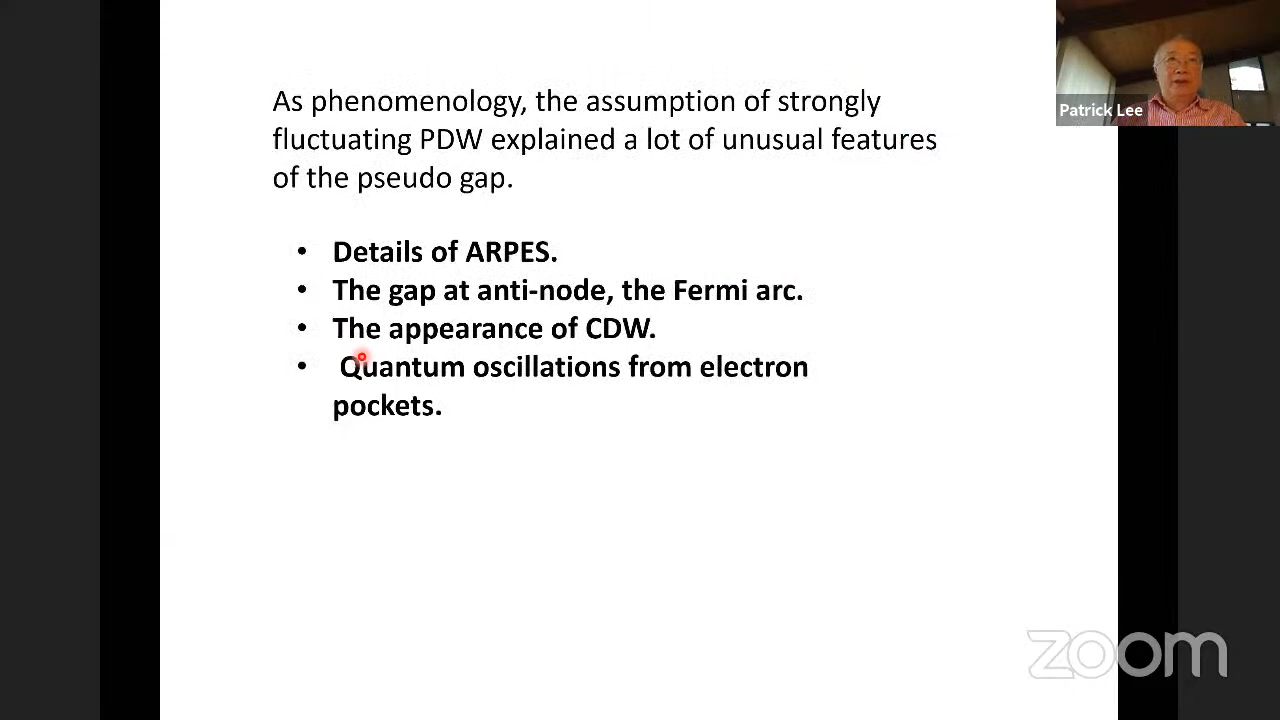 As phenomenology, the assumption of strongly
fluctuating PDW explained a lot of unusual features
of the pseudo gap.
• Details of ARPES.
• The gap at anti-node, the Fermi arc.
• The appearance of CDW.
• Quantum oscillations from electron
pockets.
Patrick Lee
zoom